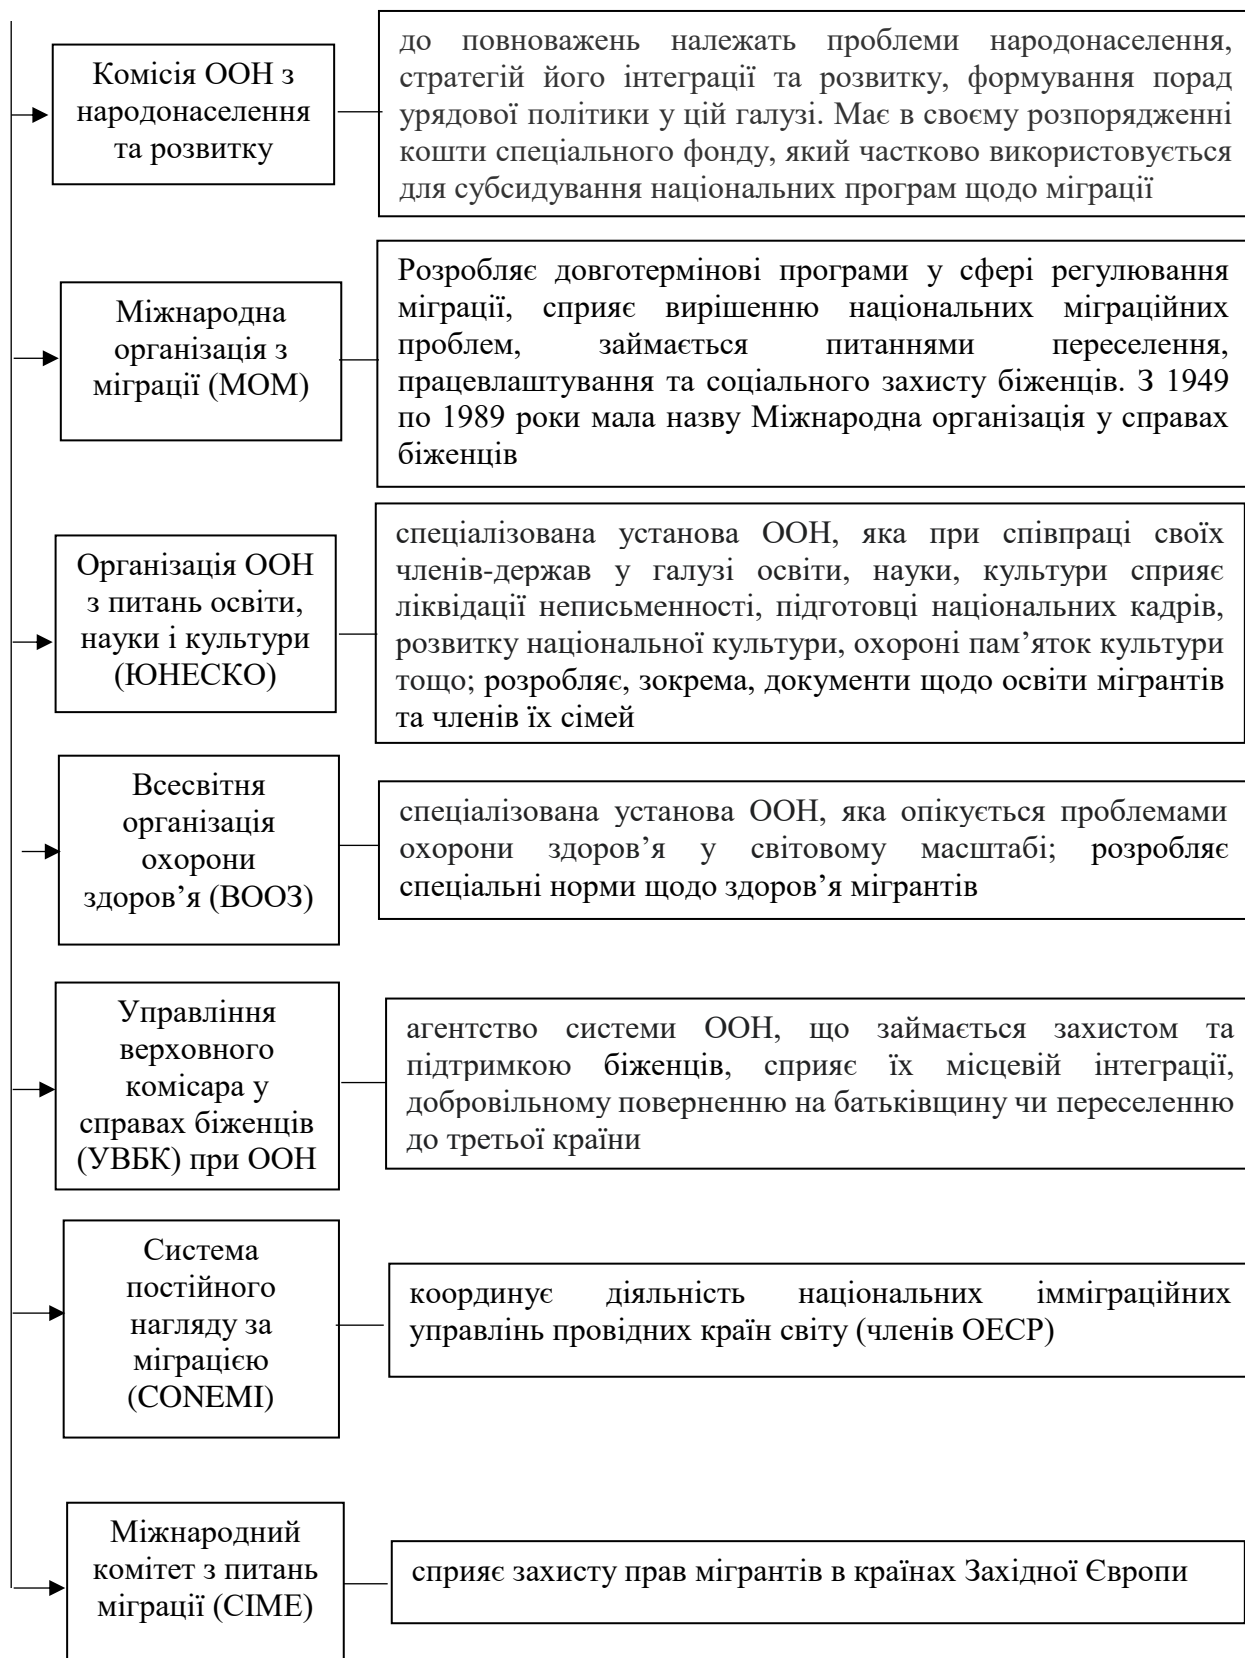 Комісія ООН з
народонаселення
та розвитку
до повноважень належать проблеми народонаселення,
стратегій його інтеграції та розвитку, формування порад
урядової політики у цій галузі. Має в своєму розпорядженні
кошти спеціального фонду, який частково використовується
для субсидування національних програм щодо міграції
Міжнародна
організація з
міграції (МОМ)
Розробляє довготермінові програми у сфері регулювання
міграції, сприяє вирішенню національних міграційних
проблем, займається питаннями переселення,
працевлаштування та соціального захисту біженців. З 1949
по 1989 роки мала назву Міжнародна організація у справах
біженців
Організація ООН
з питань освіти,
науки і культури
(ЮНЕСКО)
спеціалізована установа ООН, яка при співпраці своїх
членів-держав у галузі освіти, науки, культури сприяє
ліквідації неписьменності, підготовці національних кадрів,
розвитку національної культури, охороні пам’яток культури
тощо; розробляє, зокрема, документи щодо освіти мігрантів
та членів їх сімей
Всесвітня
організація
охорони
здоров’я (ВООЗ)
спеціалізована установа ООН, яка опікується проблемами
охорони здоров’я у світовому масштабі; розробляє
спеціальні норми щодо здоров’я мігрантів
Управління
верховного
комісара у
справах біженців
(УВБК) при ООН
агентство системи ООН, що займається захистом та
підтримкою біженців, сприяє їх місцевій інтеграції,
добровільному поверненню на батьківщину чи переселенню
до третьої країни
Система
постійного
нагляду за
міграцією
(CONEMI)
координує діяльність національних імміграційних
управлінь провідних країн світу (членів ОЕСР)
Міжнародний
комітет з питань
міграції (СІМЕ)
сприяє захисту прав мігрантів в країнах Західної Європи